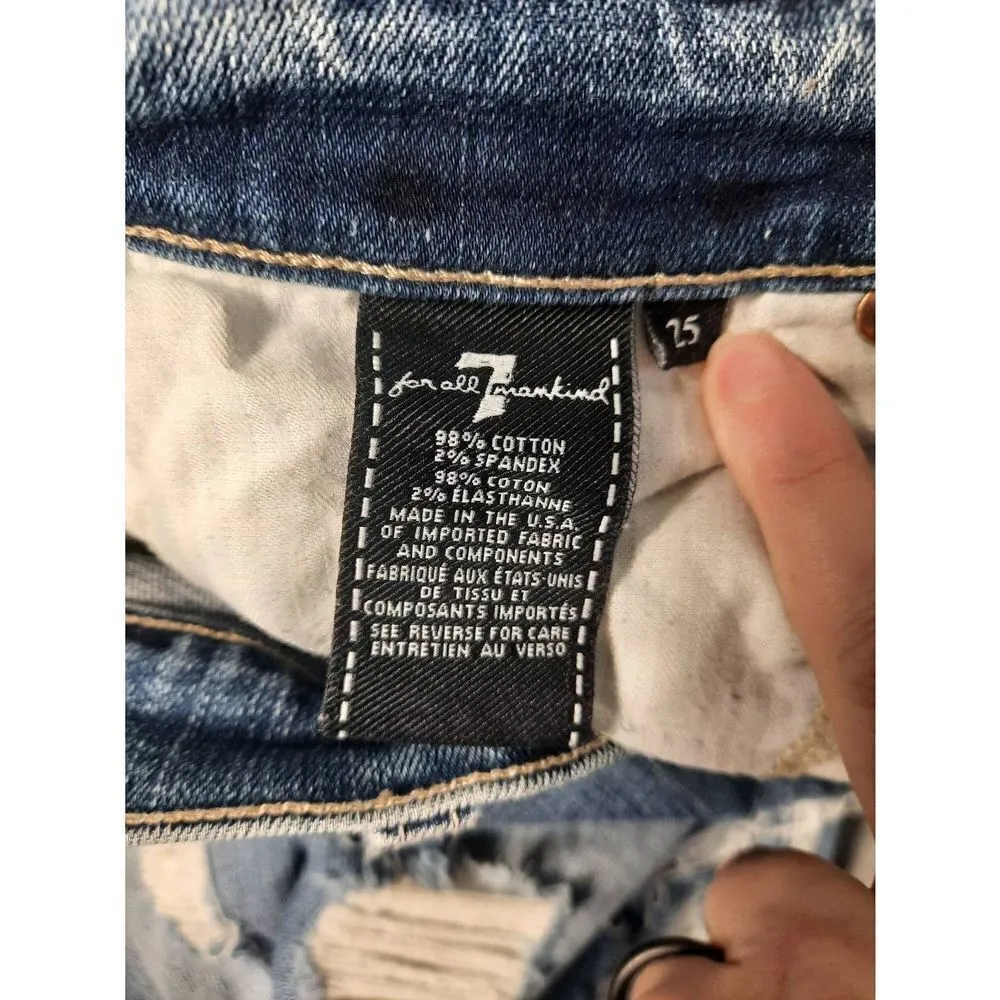 for all 7 mankind
98% COTTON
2% SPANDEX
98% COTON
2% ÉLASTHANNE
MADE IN THE U.S.A.
OF IMPORTED FABRIC
AND COMPONENTS
FABRIQUÉ AUX ÉTATS-UNIS
DE TISSU ET
COMPOSANTS IMPORTÉS
SEE REVERSE FOR CARE
ENTRETIEN AU VERSO
25